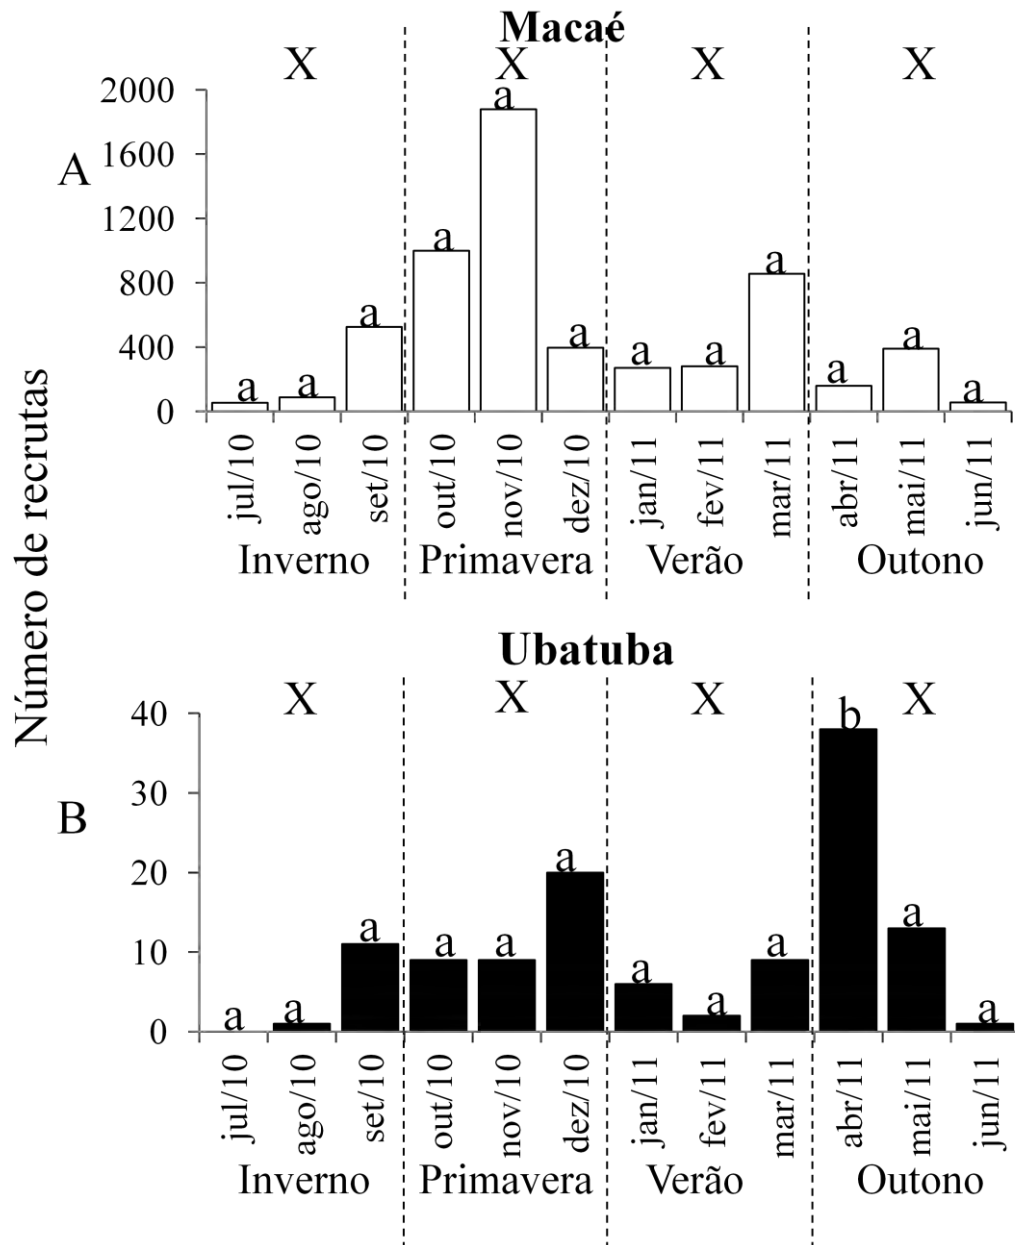 Macaé
X X X X
A
Número de recrutas
2000
1600
1200
800
400
0
a a a a a a a a a a a a
jul/10 ago/10 set/10 out/10 nov/10 dez/10 jan/11 fev/11 mar/11 abr/11 mai/11 jun/11
Inverno Primavera Verão Outono
Ubatuba
X X X X
B
40
30
20
10
0
a a a a a a a a a b a a
jul/10 ago/10 set/10 out/10 nov/10 dez/10 jan/11 fev/11 mar/11 abr/11 mai/11 jun/11
Inverno Primavera Verão Outono